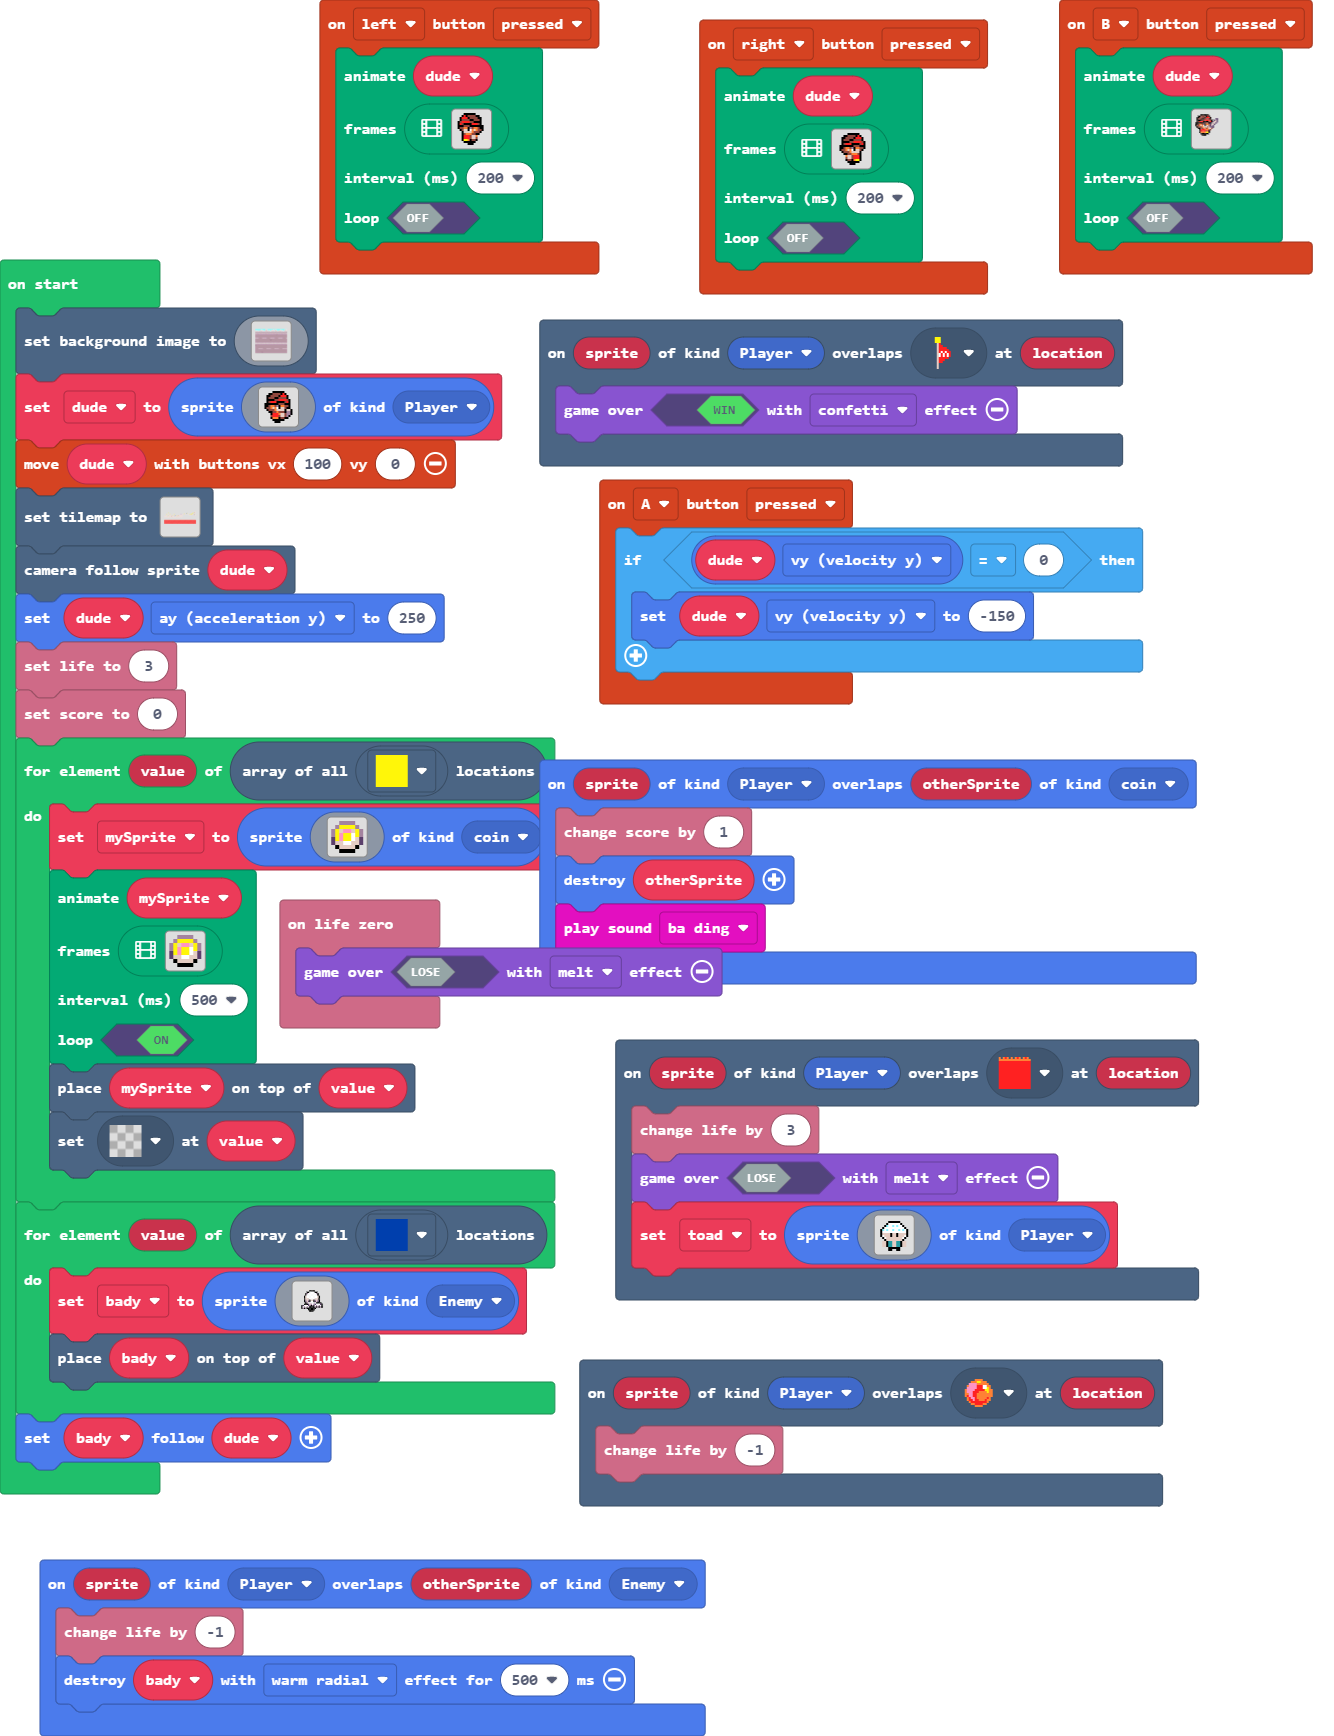 on left button pressed
animate dude
frames
interval (ms) 200
loop OFF
on right button pressed
animate dude
frames
interval (ms) 200
loop OFF
on B button pressed
animate dude
frames
interval (ms) 200
loop OFF
on start
set background image to
set dude to sprite of kind Player
move dude with buttons vx 100 vy 0
set tilemap to
camera follow sprite dude
set dude ay (acceleration y) to 250
set life to 3
set score to 0
for element value of array of all locations
do
set mySprite to sprite of kind coin
animate mySprite
frames
interval (ms) 500
loop ON
place mySprite on top of value
set at value
for element value of array of all locations
do
set bady to sprite of kind Enemy
place bady on top of value
set bady follow dude
on sprite of kind Player overlaps at location
game over WIN with confetti effect
on A button pressed
if dude vy (velocity y) = 0 then
set dude vy (velocity y) to -150
on sprite of kind Player overlaps otherSprite of kind coin
change score by 1
destroy otherSprite
play sound ba ding
on life zero
game over LOSE with melt effect
on sprite of kind Player overlaps at location
change life by 3
game over LOSE with melt effect
set toad to sprite of kind Player
on sprite of kind Player overlaps at location
change life by -1
on sprite of kind Player overlaps otherSprite of kind Enemy
change life by -1
destroy bady with warm radial effect for 500 ms